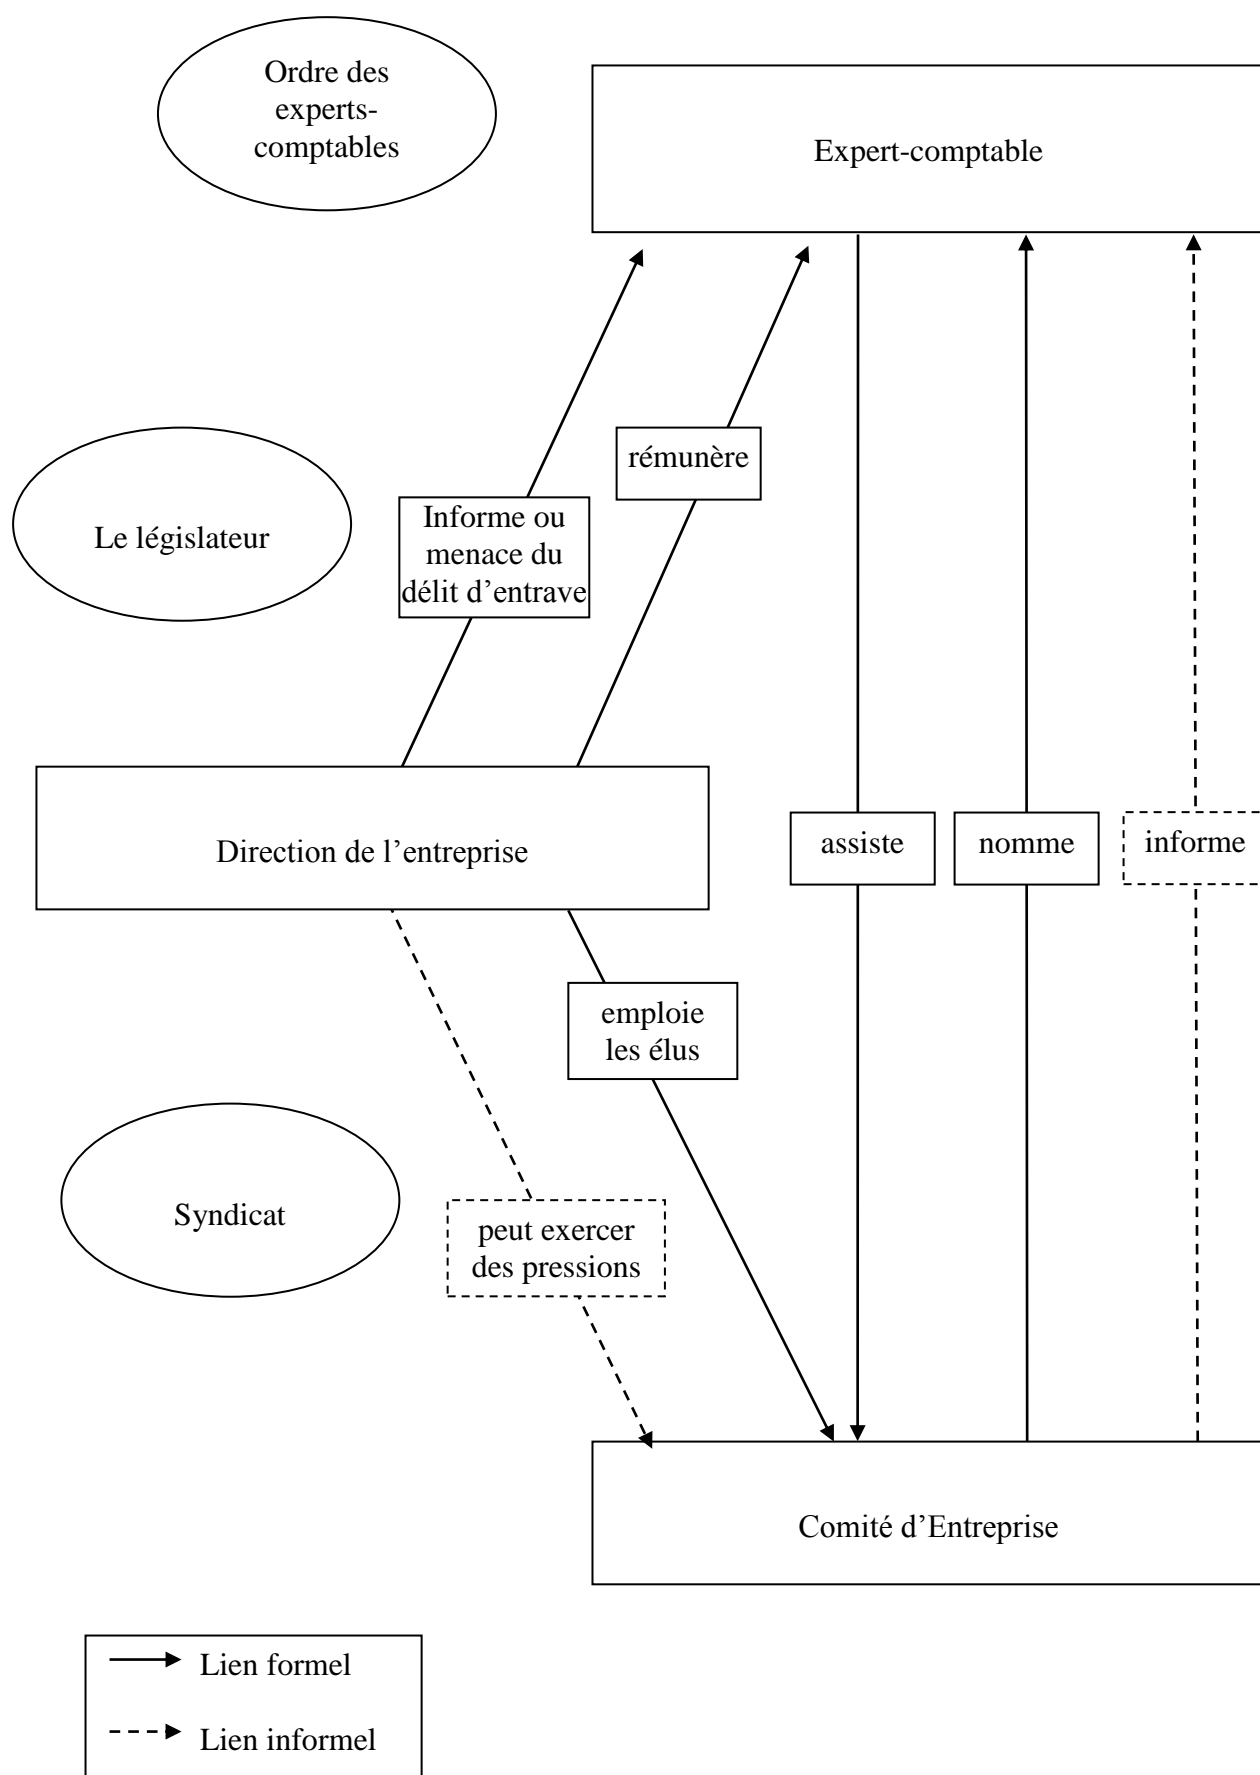 Ordre des
experts-
comptables
Expert-comptable
rémunère
Informe ou
menace du
délit d’entrave
Le législateur
Direction de l’entreprise
assiste
nomme
informe
emploie
les élus
Syndicat
peut exercer
des pressions
Comité d’Entreprise
Lien formel
Lien informel